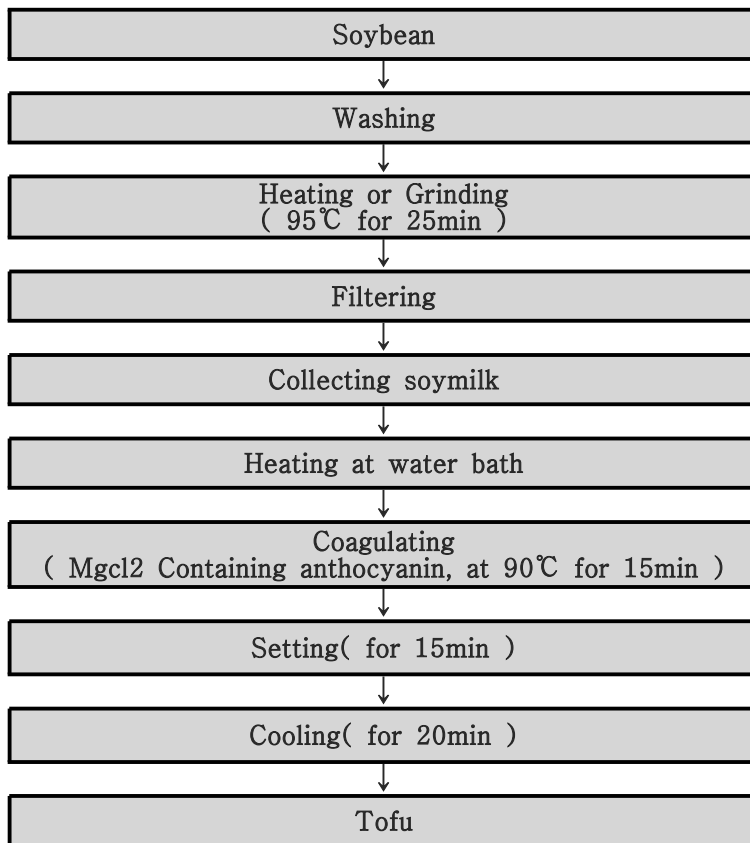 Soybean
Washing
Heating or Grinding
( 95℃ for 25min )
Filtering
Collecting soymilk
Heating at water bath
Coagulating
( Mgcl2 Containing anthocyanin, at 90℃ for 15min )
Setting( for 15min )
Cooling( for 20min )
Tofu